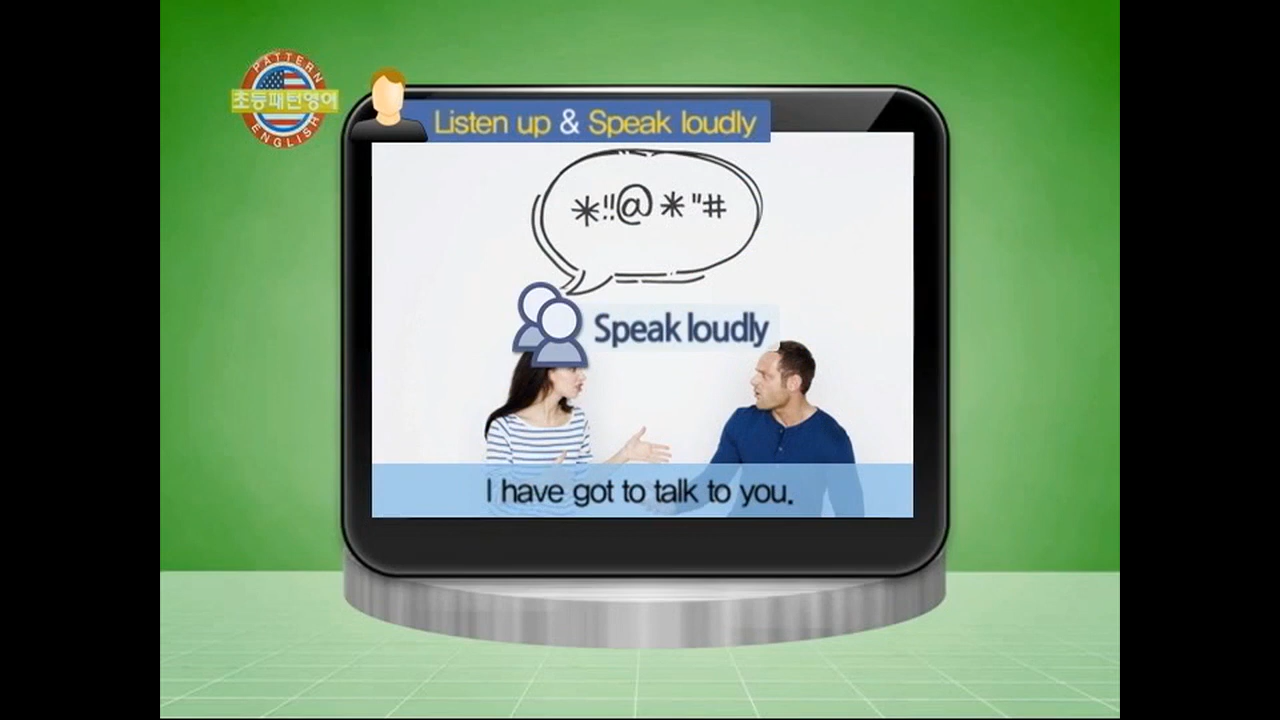 PATTERN
초등패턴영어
ENGLISH
Listen up & Speak loudly
*!!@*"#
Speak loudly
I have got to talk to you.